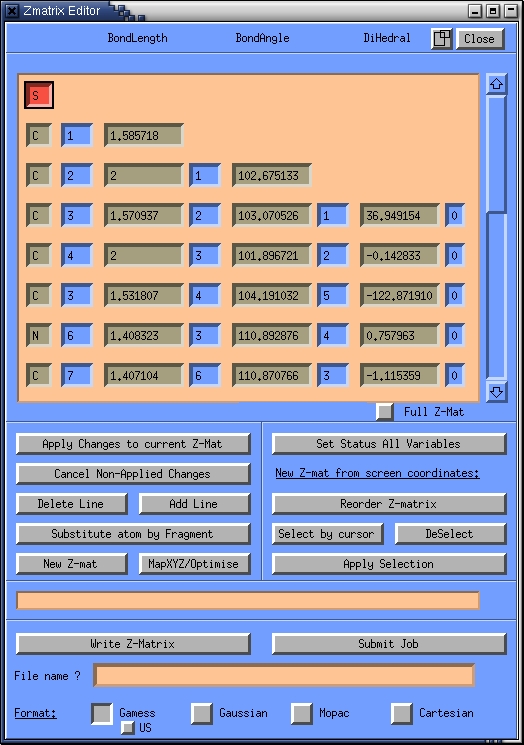 Zmatrix Editor
BondLength BondAngle DiHedral Close
S
C 1 1.585718
C 2 2 1 102.675133
C 3 1.570937 2 103.070526 1 36.949154 0
C 4 2 3 101.896721 2 -0.142833 0
C 3 1.531807 4 104.191032 5 -122.871910 0
N 6 1.408323 3 110.892876 4 0.757963 0
C 7 1.407104 6 110.870766 3 -1.115359 0
Full Z-Mat
Apply Changes to current Z-Mat
Cancel Non-Applied Changes
Delete Line Add Line
Substitute atom by Fragment
New Z-mat MapXYZ/Optimise
Set Status All Variables
New Z-mat from screen coordinates:
Reorder Z-matrix
Select by cursor DeSelect
Apply Selection
Write Z-Matrix Submit Job
File name ?
Format: Gamess Gaussian Mopac Cartesian
US